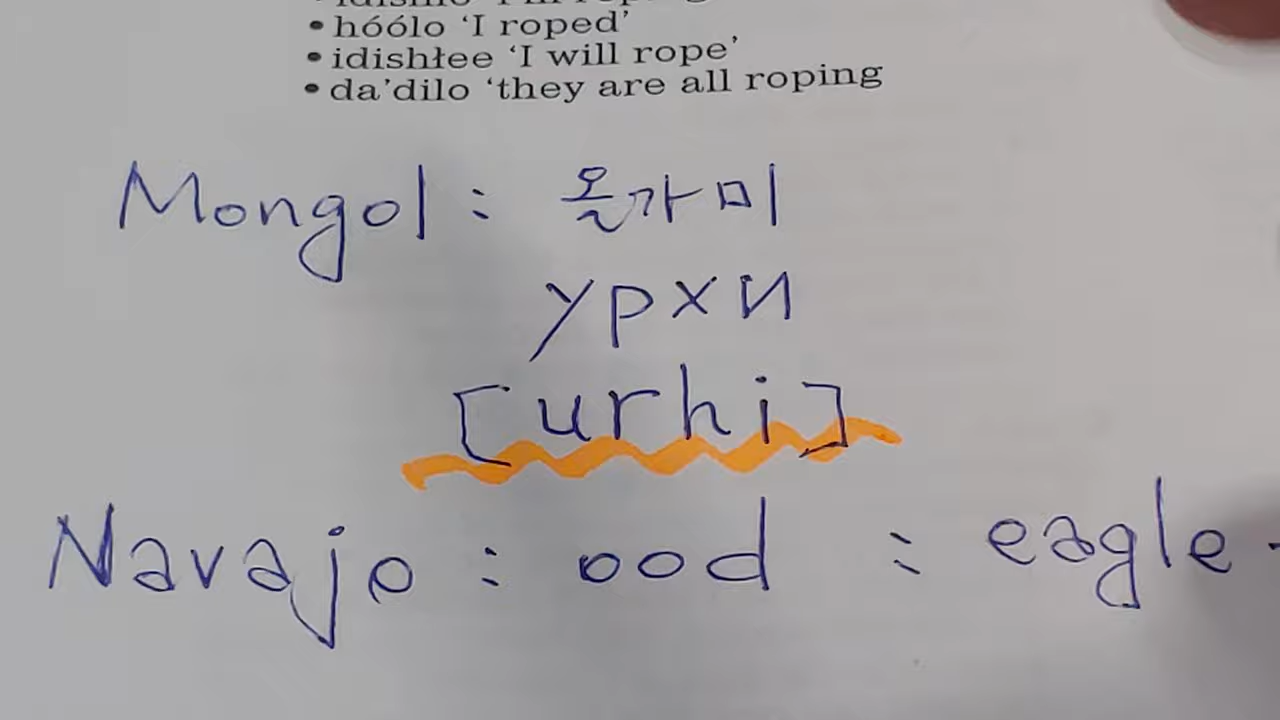 • hóólo ‘I roped’
• idishłee ‘I will rope’
• da’dilo ‘they are all roping
Mongol : 올가미
урхи
[urhi]
Navajo : ood : eagle